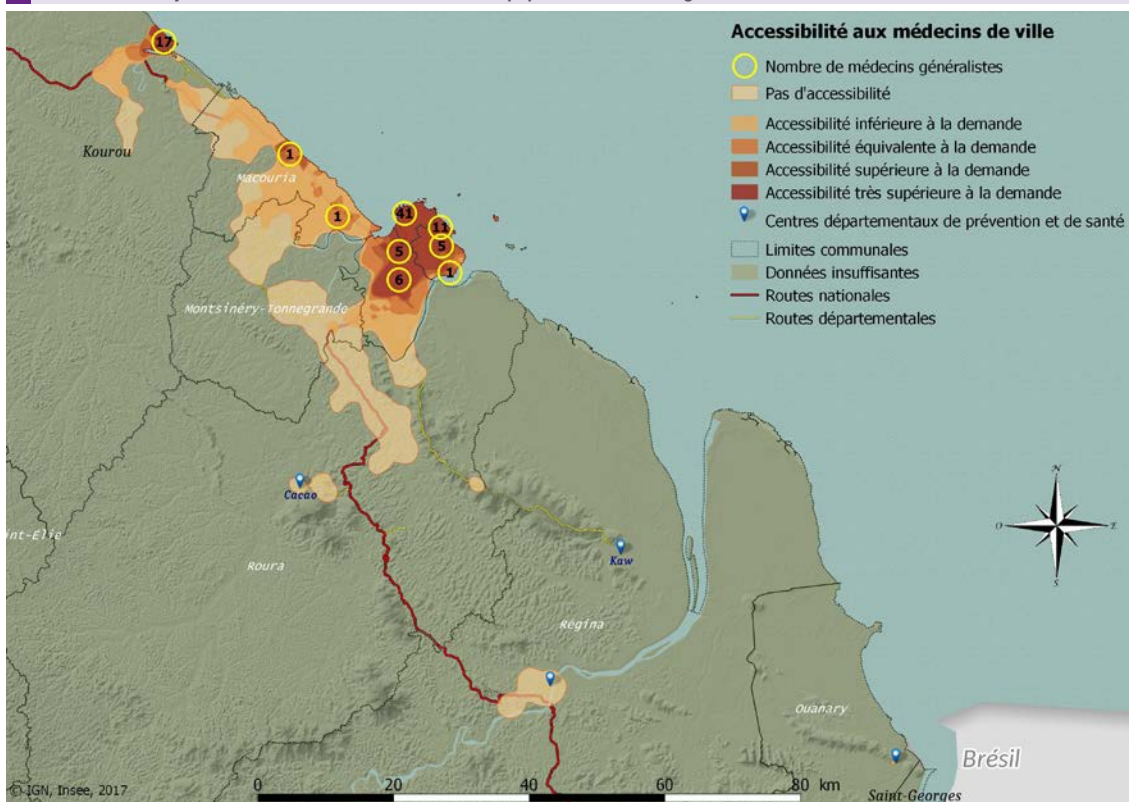 Accessibilité aux médecins de ville
Nombre de médecins généralistes
Pas d'accessibilité
Accessibilité inférieure à la demande
Accessibilité équivalente à la demande
Accessibilité supérieure à la demande
Accessibilité très supérieure à la demande
Centres départementaux de prévention et de santé
Limites communales
Données insuffisantes
Routes nationales
Routes départementales
17
Kourou
1
Macouria
1
41
11
5
5
1
6
Montsinéry-Tonnegrande
Cacao
Kaw
int-Elie
Roura
Régina
N
O
E
S
Ouanary
Brésil
Saint-Georges
0 20 40 60 80 km
© IGN, Insee, 2017